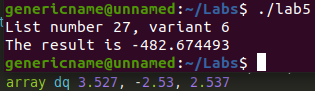 genericname@unnamed:~/Labs$ ./lab5
List number 27, variant 6
The result is -482.674493
genericname@unnamed:~/Labs$
array dq 3.527, -2.53, 2.537